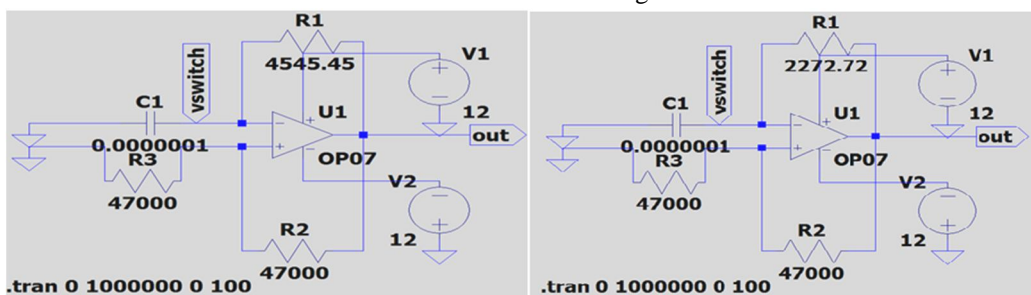 R1
4545.45
V1
vswitch
C1
U1
12
out
0.0000001
R3
OP07
V2
47000
12
R2
47000
.tran 0 1000000 0 100
R1
2272.72
V1
vswitch
C1
U1
12
out
0.0000001
R3
OP07
V2
47000
12
R2
47000
.tran 0 1000000 0 100